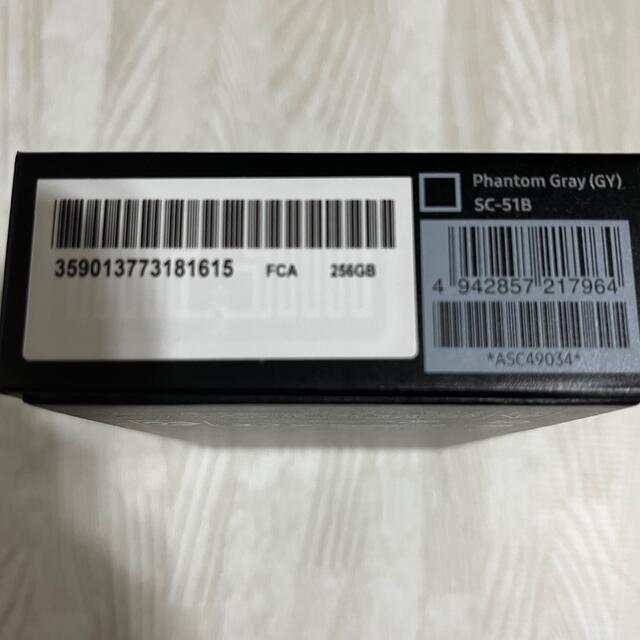 359013773181615 FCA 256GB
Phantom Gray (GY)
SC-51B
4 942857 217964
*ASC49034*